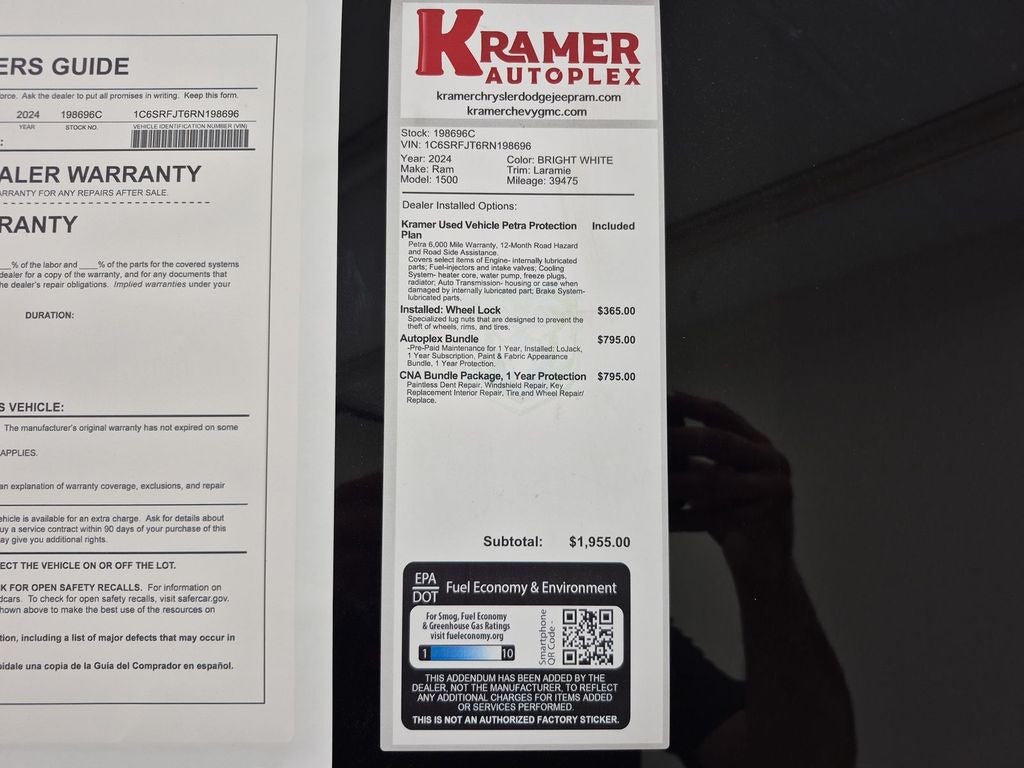 ERS GUIDE
orce. Ask the dealer to put all promises in writing. Keep this form.
2024 198696C 1C6SRFJT6RN198696
YEAR STOCK NO. VEHICLE IDENTIFICATION NUMBER (VIN)
ALER WARRANTY
ARRANTY FOR ANY REPAIRS AFTER SALE.
RANTY
___% of the labor and ____% of the parts for the covered systems
dealer for a copy of the warranty, and for any documents that
he dealer's repair obligations. Implied warranties under your
DURATION:
S VEHICLE:
The manufacturer's original warranty has not expired on some
APPLIES.
an explanation of warranty coverage, exclusions, and repair
ehicle is available for an extra charge. Ask for details about
uy a service contract within 90 days of your purchase of this
ay give you additional rights.
ECT THE VEHICLE ON OR OFF THE LOT.
K FOR OPEN SAFETY RECALLS. For information on
dcars. To check for open safety recalls, visit safercar.gov.
hown above to make the best use of the resources on
tion, including a list of major defects that may occur in
pidale una copia de la Guía del Comprador en español.
KRAMER
AUTOPLEX
kramerchryslerdodgejeepram.com
kramerchevygmc.com
Stock: 198696C
VIN: 1C6SRFJT6RN198696
Year: 2024 Color: BRIGHT WHITE
Make: Ram Trim: Laramie
Model: 1500 Mileage: 39475
Dealer Installed Options:
Kramer Used Vehicle Petra Protection Included
Plan
Petra 6,000 Mile Warranty, 12-Month Road Hazard
and Road Side Assistance.
Covers select items of Engine- internally lubricated
parts; Fuel-injectors and intake valves; Cooling
System- heater core, water pump, freeze plugs,
radiator; Auto Transmission- housing or case when
damaged by internally lubricated part; Brake System-
lubricated parts.
Installed: Wheel Lock $365.00
Specialized lug nuts that are designed to prevent the
theft of wheels, rims, and tires.
Autoplex Bundle $795.00
-Pre-Paid Maintenance for 1 Year, Installed: LoJack,
1 Year Subscription, Paint & Fabric Appearance
Bundle, 1 Year Protection.
CNA Bundle Package, 1 Year Protection $795.00
Paintless Dent Repair, Windshield Repair, Key
Replacement Interior Repair, Tire and Wheel Repair/
Replace.
Subtotal: $1,955.00
EPA
DOT
Fuel Economy & Environment
For Smog, Fuel Economy
& Greenhouse Gas Ratings
visit fueleconomy.org
1 10
Smartphone
QR Code -
THIS ADDENDUM HAS BEEN ADDED BY THE
DEALER, NOT THE MANUFACTURER, TO REFLECT
ANY ADDITIONAL CHARGES FOR ITEMS ADDED
OR SERVICES PERFORMED.
THIS IS NOT AN AUTHORIZED FACTORY STICKER.